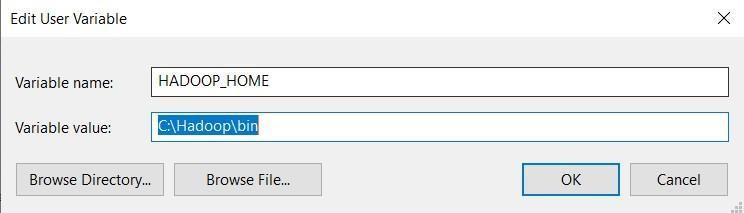 Edit User Variable
Variable name: HADOOP_HOME
Variable value: C:\Hadoop\bin
Browse Directory... Browse File... OK Cancel